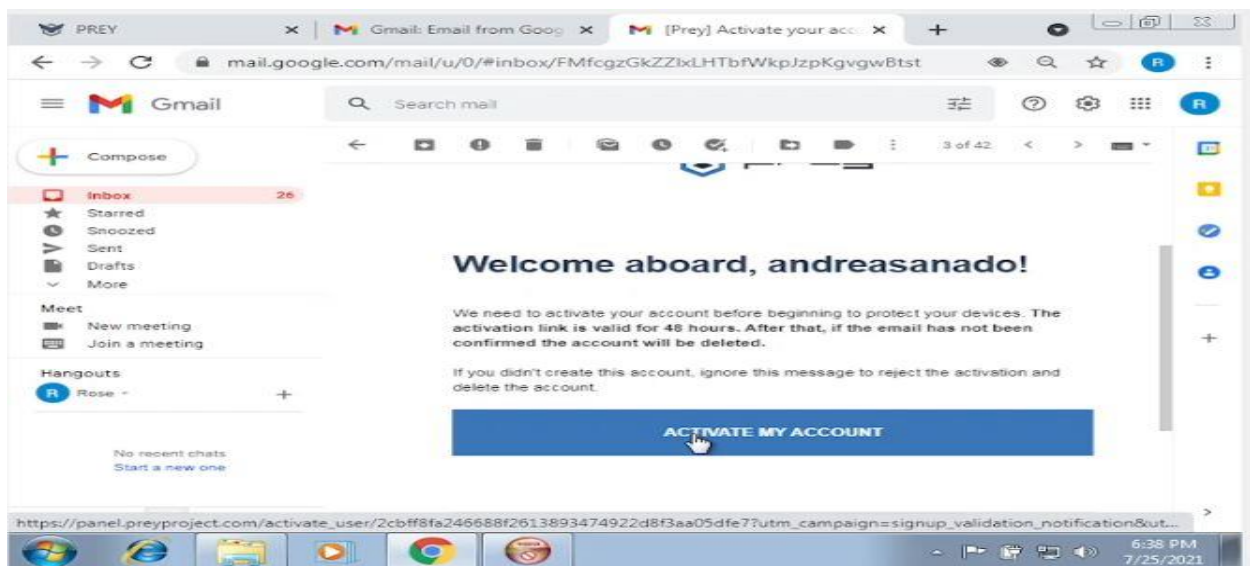 PREY
Gmail: Email from Goog
[Prey] Activate your acc
mail.google.com/mail/u/0/#inbox/FMfcgzGkZZIxLHTbfWkpJzpKgvgwBtst
R
Gmail
Search mail
R
Compose
3 of 42
Inbox 26
Starred
Snoozed
Sent
Drafts
More
Meet
New meeting
Join a meeting
Hangouts
R Rose
No recent chats
Start a new one
Welcome aboard, andreasanado!
We need to activate your account before beginning to protect your devices. The
activation link is valid for 48 hours. After that, if the email has not been
confirmed the account will be deleted.
If you didn't create this account, ignore this message to reject the activation and
delete the account.
ACTIVATE MY ACCOUNT
https://panel.preyproject.com/activate_user/2cbff8fa246688f2613893474922d8f3aa05dfe7?utm_campaign=signup_validation_notification&ut...
6:38 PM
7/25/2021